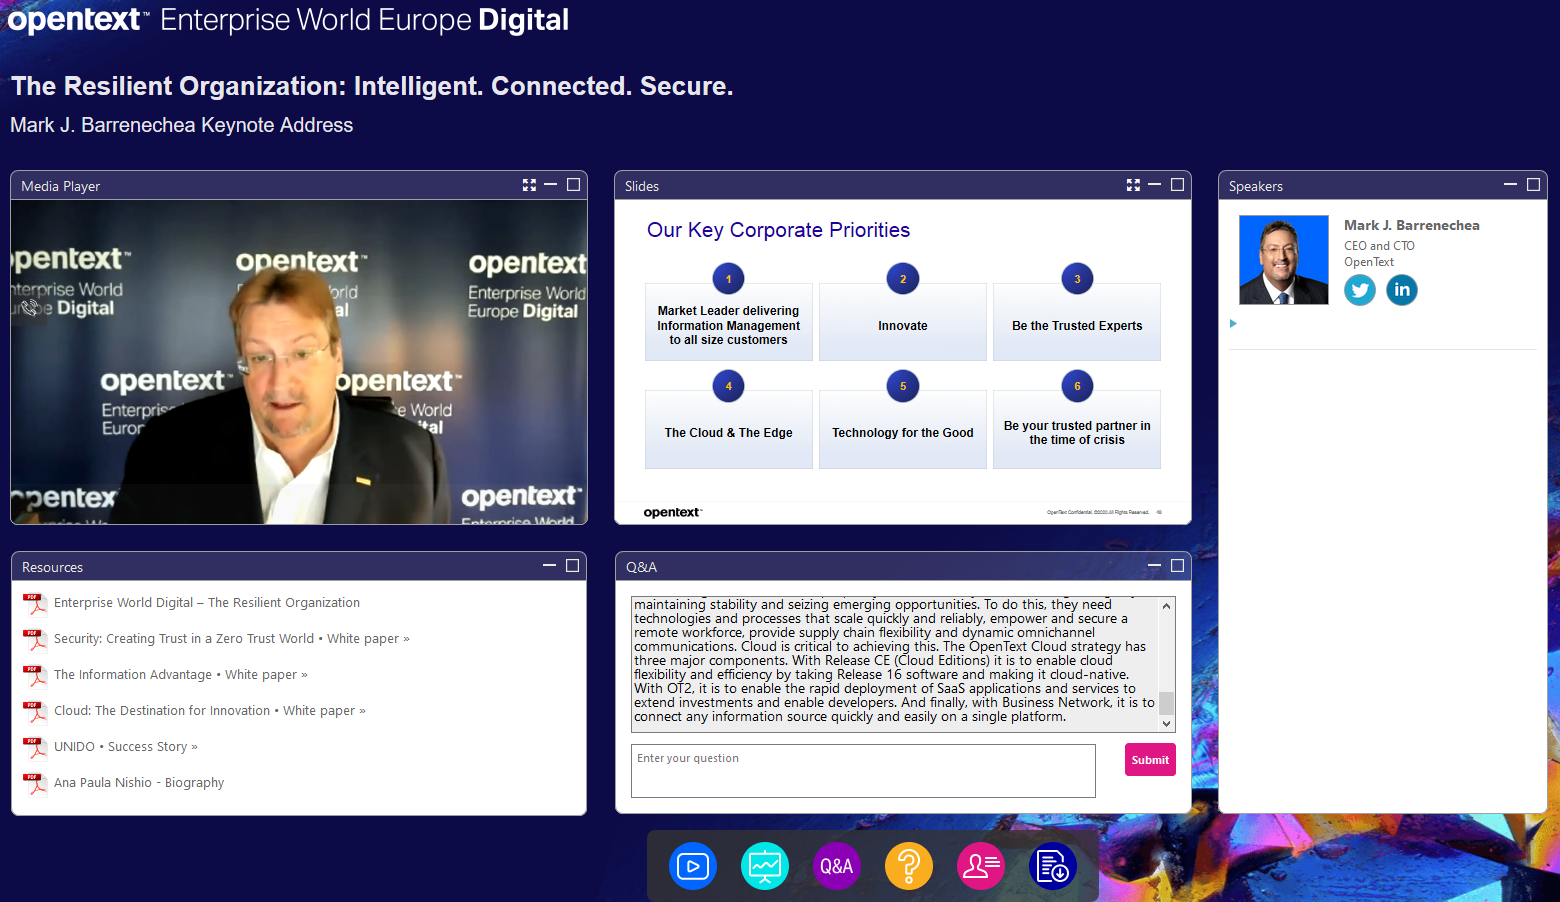 opentext™ Enterprise World Europe Digital
The Resilient Organization: Intelligent. Connected. Secure.
Mark J. Barrenechea Keynote Address
Media Player
opentext™
Enterprise World
Europe Digital
opentext™
opentext
Enterprise World
Europe Digital
opentext™
Enterprise
opentext™
World
opentext™
Enterprise World
Slides
Our Key Corporate Priorities
1
Market Leader delivering
Information Management
to all size customers
2
Innovate
3
Be the Trusted Experts
4
The Cloud & The Edge
5
Technology for the Good
6
Be your trusted partner in
the time of crisis
opentext™
OpenText Confidential. ©2020 All Rights Reserved.
Speakers
Mark J. Barrenechea
CEO and CTO
OpenText
in
Resources
PDF
Enterprise World Digital – The Resilient Organization
PDF
Security: Creating Trust in a Zero Trust World • White paper »
PDF
The Information Advantage • White paper »
PDF
Cloud: The Destination for Innovation • White paper »
PDF
UNIDO • Success Story »
PDF
Ana Paula Nishio - Biography
Q&A
maintaining stability and seizing emerging opportunities. To do this, they need
technologies and processes that scale quickly and reliably, empower and secure a
remote workforce, provide supply chain flexibility and dynamic omnichannel
communications. Cloud is critical to achieving this. The OpenText Cloud strategy has
three major components. With Release CE (Cloud Editions) it is to enable cloud
flexibility and efficiency by taking Release 16 software and making it cloud-native.
With OT2, it is to enable the rapid deployment of SaaS applications and services to
extend investments and enable developers. And finally, with Business Network, it is to
connect any information source quickly and easily on a single platform.
Enter your question
Submit
Q&A